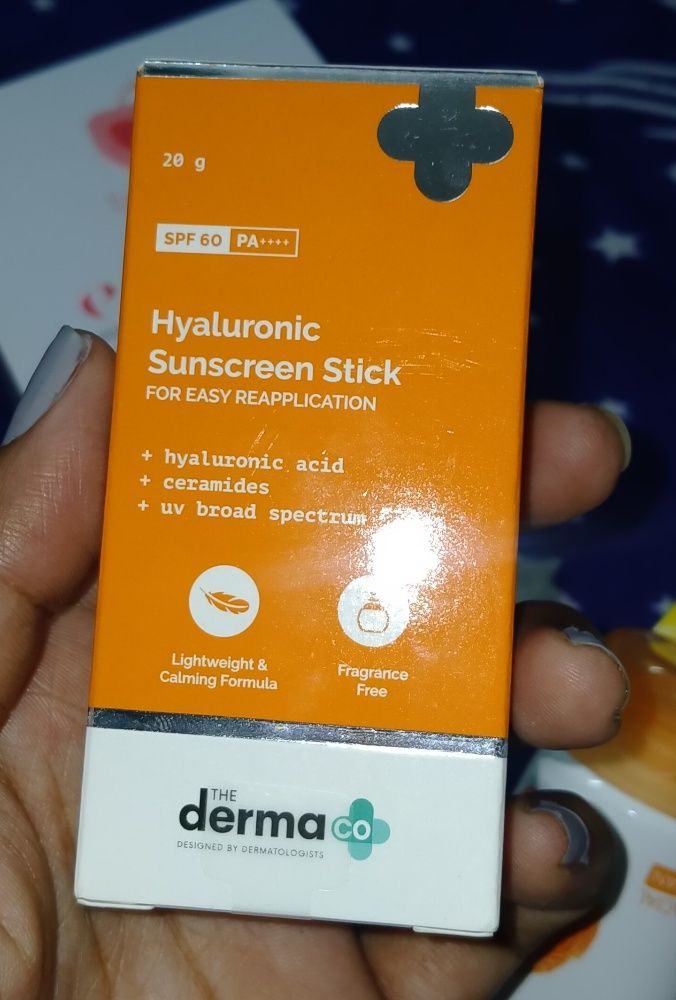 20 g
SPF 60 PA++++
Hyaluronic
Sunscreen Stick
FOR EASY REAPPLICATION
+ hyaluronic acid
+ ceramides
+ uv broad spectrum
Lightweight &
Calming Formula
Fragrance
Free
THE
derma co
DESIGNED BY DERMATOLOGISTS